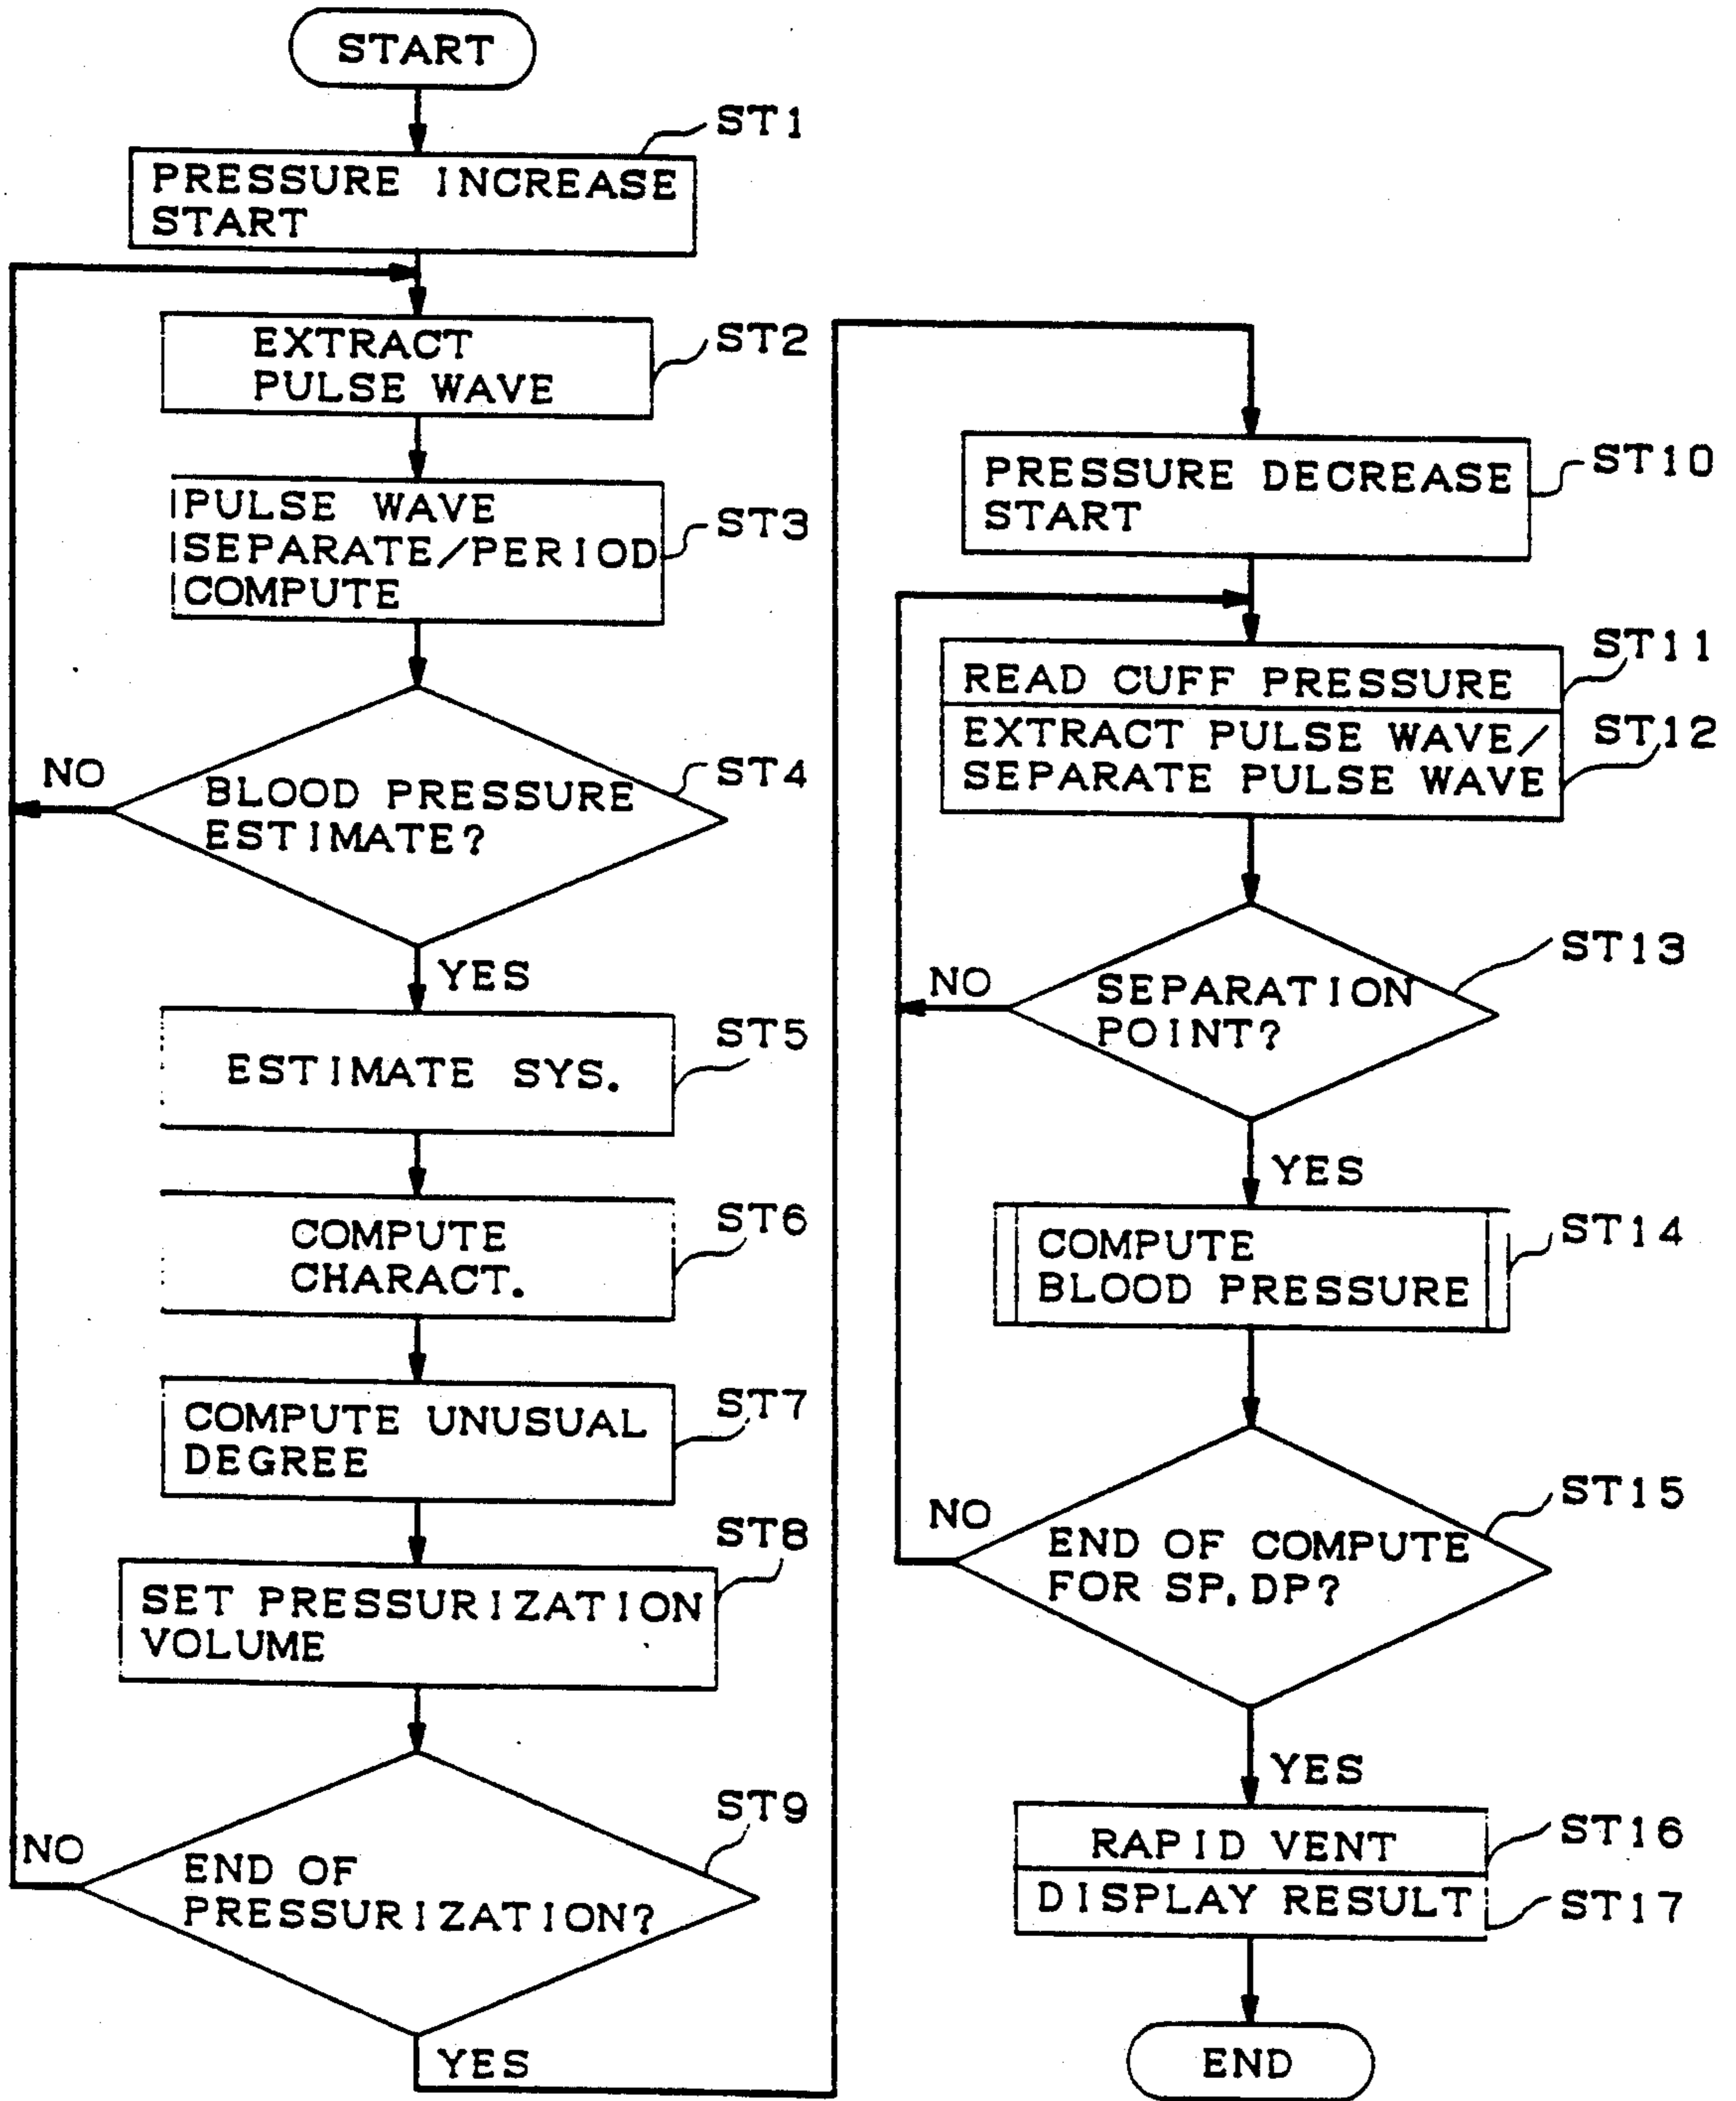 START
ST1
PRESSURE INCREASE
START
EXTRACT
PULSE WAVE
ST2
PULSE WAVE
SEPARATE/PERIOD
COMPUTE
ST3
NO
BLOOD PRESSURE
ESTIMATE?
ST4
YES
ESTIMATE SYS.
ST5
COMPUTE
CHARACT.
ST6
COMPUTE UNUSUAL
DEGREE
ST7
ST8
SET PRESSURIZATION
VOLUME
ST9
NO
END OF
PRESSURIZATION?
YES
PRESSURE DECREASE
START
ST10
READ CUFF PRESSURE
ST11
EXTRACT PULSE WAVE/
SEPARATE PULSE WAVE
ST12
NO
SEPARATION
POINT?
ST13
YES
COMPUTE
BLOOD PRESSURE
ST14
NO
END OF COMPUTE
FOR SP.DP?
ST15
YES
RAPID VENT
ST16
DISPLAY RESULT
ST17
END